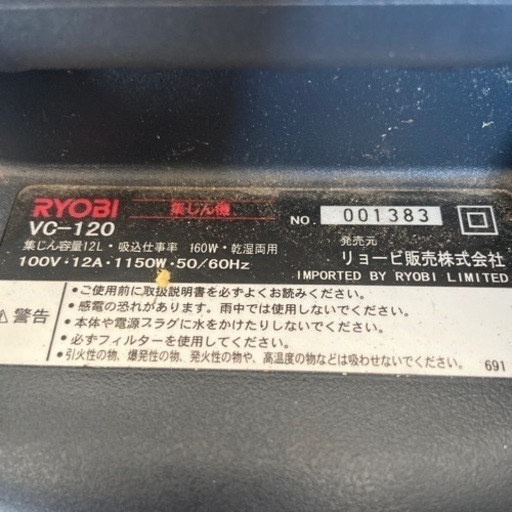 RYOBI 集じん機
VC-120
NO. 001383
集じん容量12L・吸込仕事率 160W・乾湿両用
100V・12A・1150W・50/60Hz
発売元
リョービ販売株式会社
IMPORTED BY RYOBI LIMITED
警告
・ご使用前に取扱説明書を必ずよくお読みください。
・感電の恐れがあります。雨中では使用しないでください。
・本体や電源プラグに水をかけたりしないでください。
・必ずフィルターを使用してください。
・引火性の物、爆発性の物、発火性の物や、高温度の物などは吸わせないでください。
691